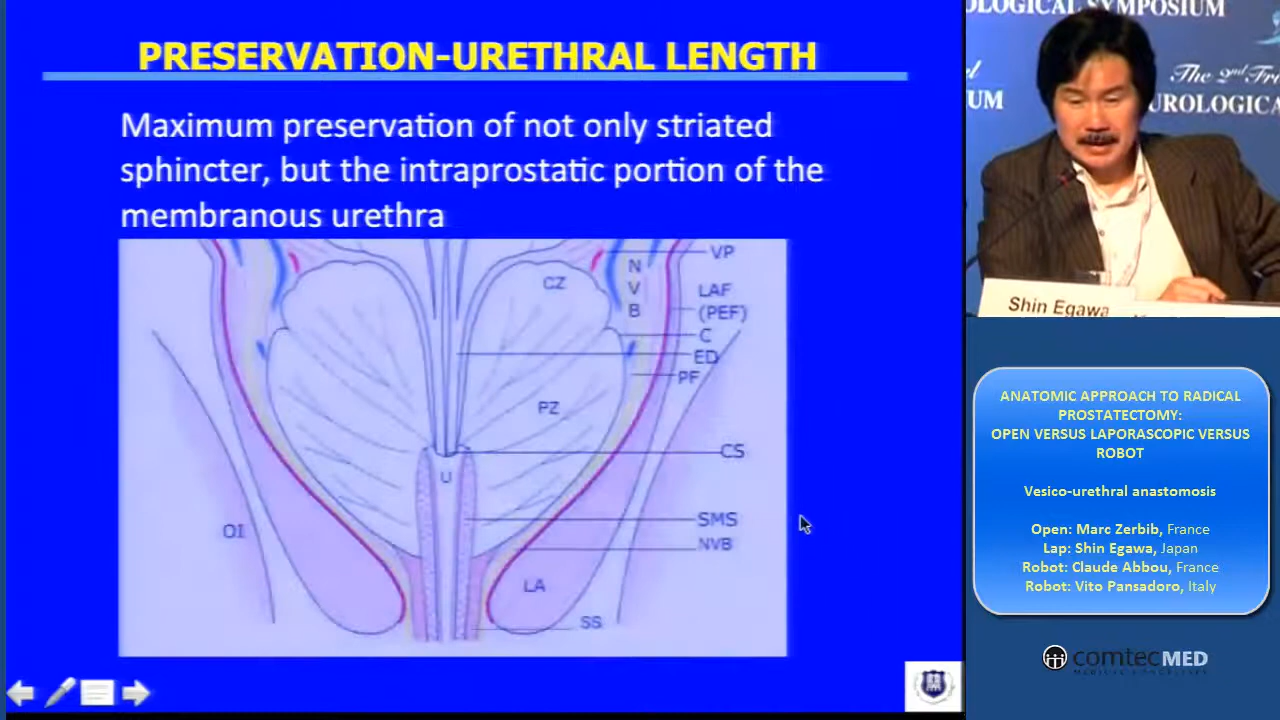 PRESERVATION-URETHRAL LENGTH
Maximum preservation of not only striated
sphincter, but the intraprostatic portion of the
membranous urethra
VP
CZ
N
V
B
LAF
(PEF)
C
ED
PF
PZ
CS
U
SMS
NVB
OI
LA
SS
OLOGICAL SYMPOSIUM
The 2nd Fri
UM
UROLOGICA
Shin Egawa
ANATOMIC APPROACH TO RADICAL
PROSTATECTOMY:
OPEN VERSUS LAPORASCOPIC VERSUS
ROBOT
Vesico-urethral anastomosis
Open: Marc Zerbib, France
Lap: Shin Egawa, Japan
Robot: Claude Abbou, France
Robot: Vito Pansadoro, Italy
comtecMED